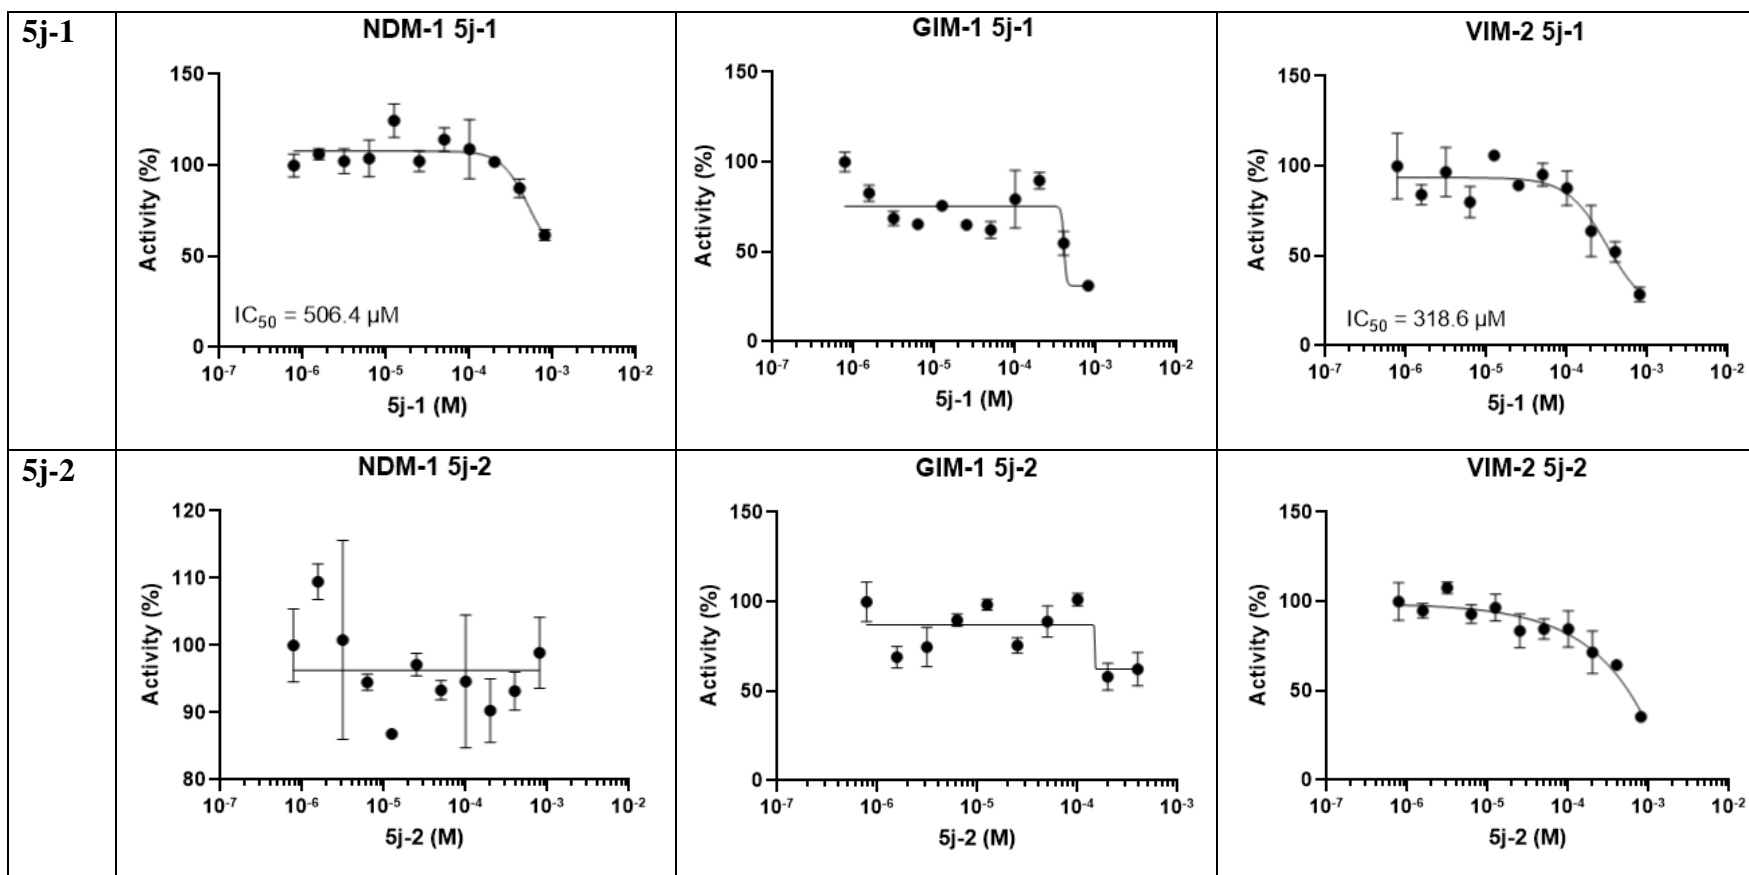 5j-1
NDM-1 5j-1
150
100
50
0
Activity (%)
IC50 = 506.4 µM
10-7 10-6 10-5 10-4 10-3 10-2
5j-1 (M)
GIM-1 5j-1
150
100
50
0
Activity (%)
10-7 10-6 10-5 10-4 10-3 10-2
5j-1 (M)
VIM-2 5j-1
150
100
50
0
Activity (%)
IC50 = 318.6 µM
10-7 10-6 10-5 10-4 10-3 10-2
5j-1 (M)
5j-2
NDM-1 5j-2
120
110
100
90
80
Activity (%)
10-7 10-6 10-5 10-4 10-3 10-2
5j-2 (M)
GIM-1 5j-2
150
100
50
0
Activity (%)
10-7 10-6 10-5 10-4 10-3
5j-2 (M)
VIM-2 5j-2
150
100
50
0
Activity (%)
10-7 10-6 10-5 10-4 10-3 10-2
5j-2 (M)